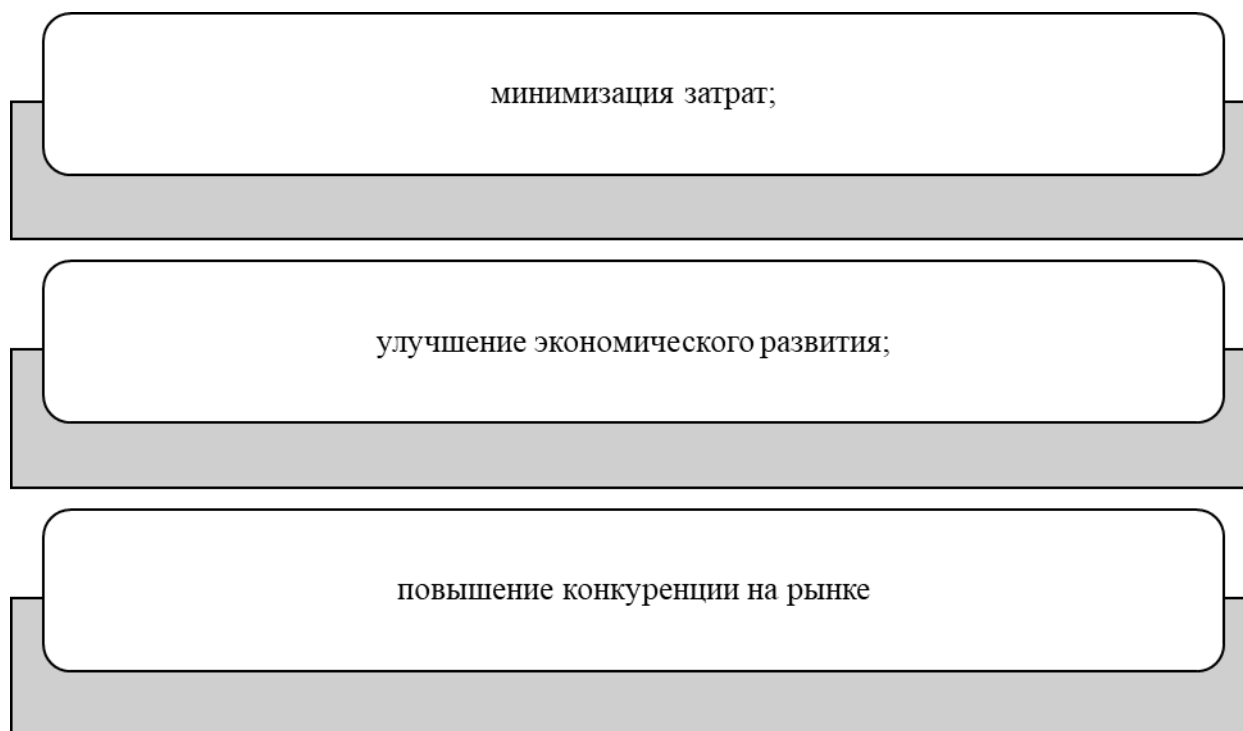 минимизация затрат;
улучшение экономического развития;
повышение конкуренции на рынке